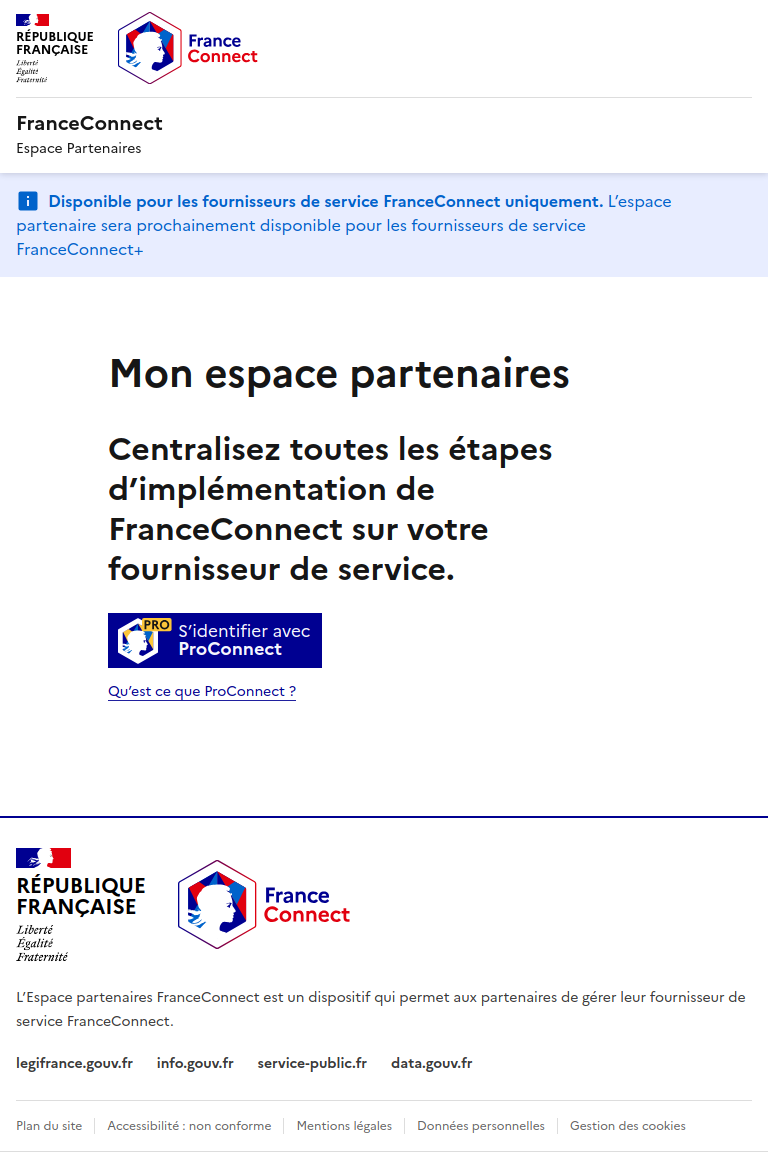 RÉPUBLIQUE
FRANÇAISE
Liberté
Égalité
Fraternité
France
Connect
FranceConnect
Espace Partenaires
Disponible pour les fournisseurs de service FranceConnect uniquement. L’espace
partenaire sera prochainement disponible pour les fournisseurs de service
FranceConnect+
Mon espace partenaires
Centralisez toutes les étapes
d’implémentation de
FranceConnect sur votre
fournisseur de service.
PRO
S’identifier avec
ProConnect
Qu’est ce que ProConnect ?
RÉPUBLIQUE
FRANÇAISE
Liberté
Égalité
Fraternité
France
Connect
L’Espace partenaires FranceConnect est un dispositif qui permet aux partenaires de gérer leur fournisseur de
service FranceConnect.
legifrance.gouv.fr info.gouv.fr service-public.fr data.gouv.fr
Plan du site Accessibilité : non conforme Mentions légales Données personnelles Gestion des cookies